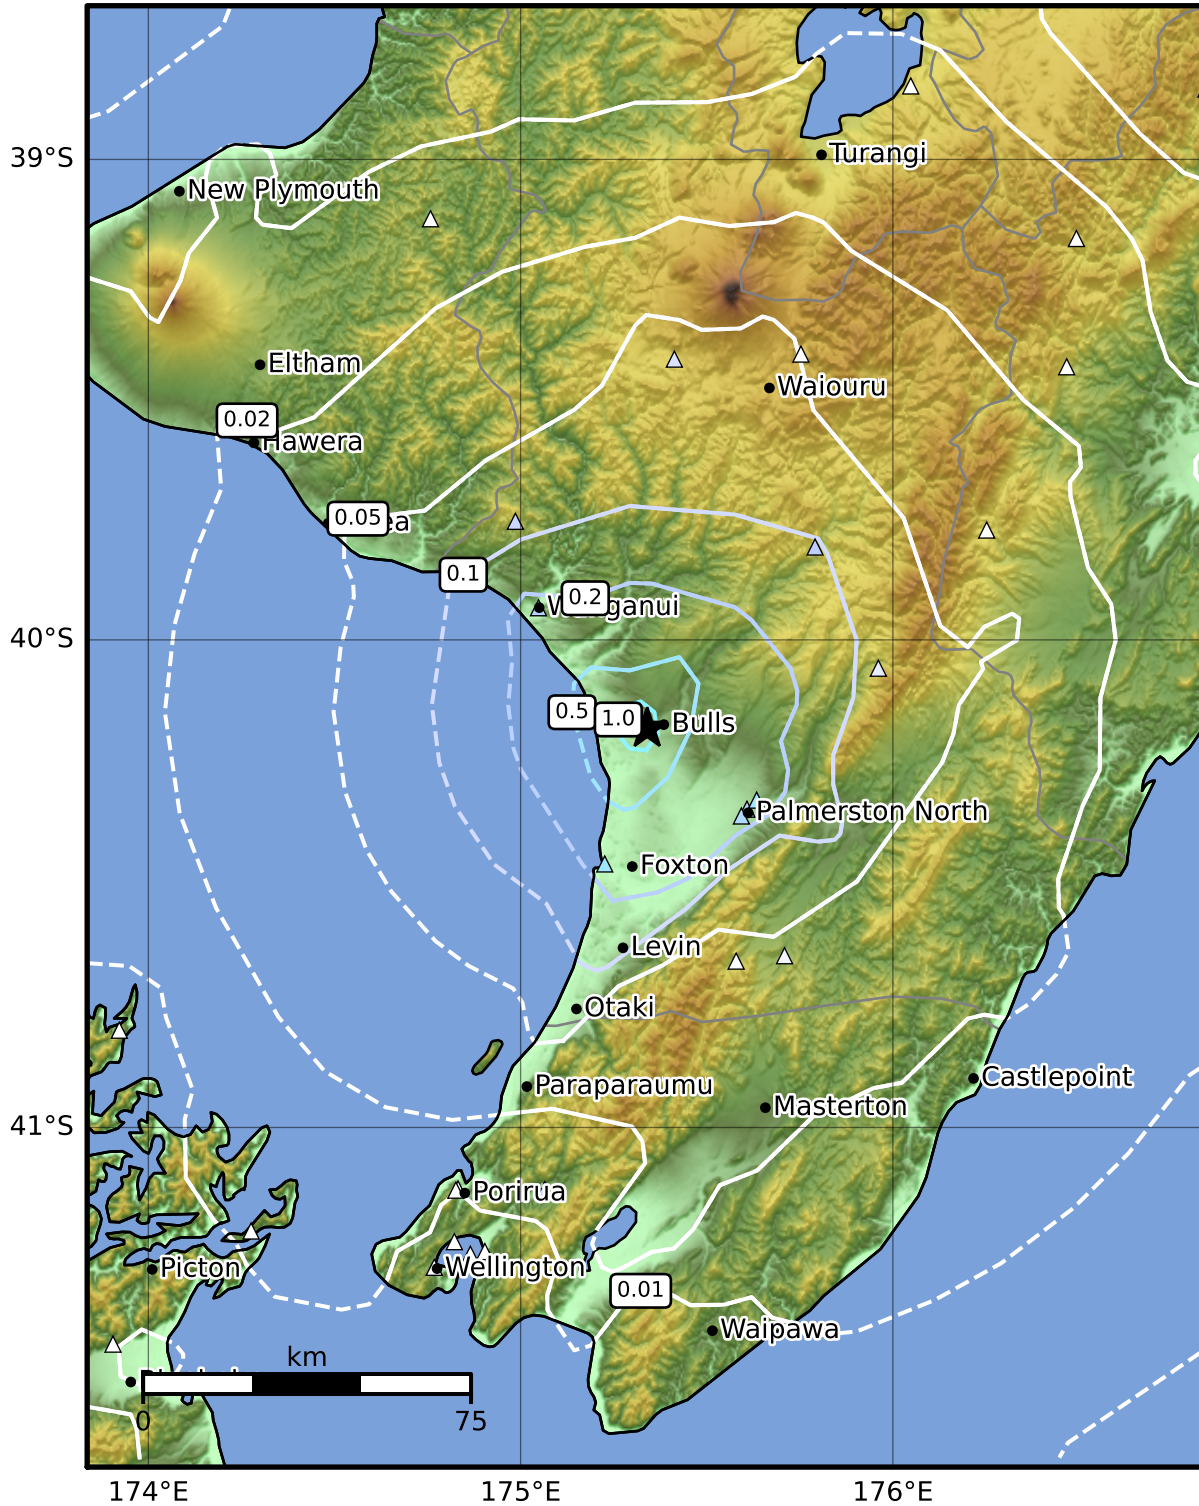 39°S
Turangi
New Plymouth
Eltham
Waiouru
0.02
Hawera
0.05
0.1
0.2
40°S
0.5
1.0
Bulls
Palmerston North
Foxton
Levin
Otaki
Paraparaumu
Castlepoint
Masterton
41°S
Porirua
Picton
Wellington
0.01
Waipawa
km
0
75
174°E
175°E
176°E